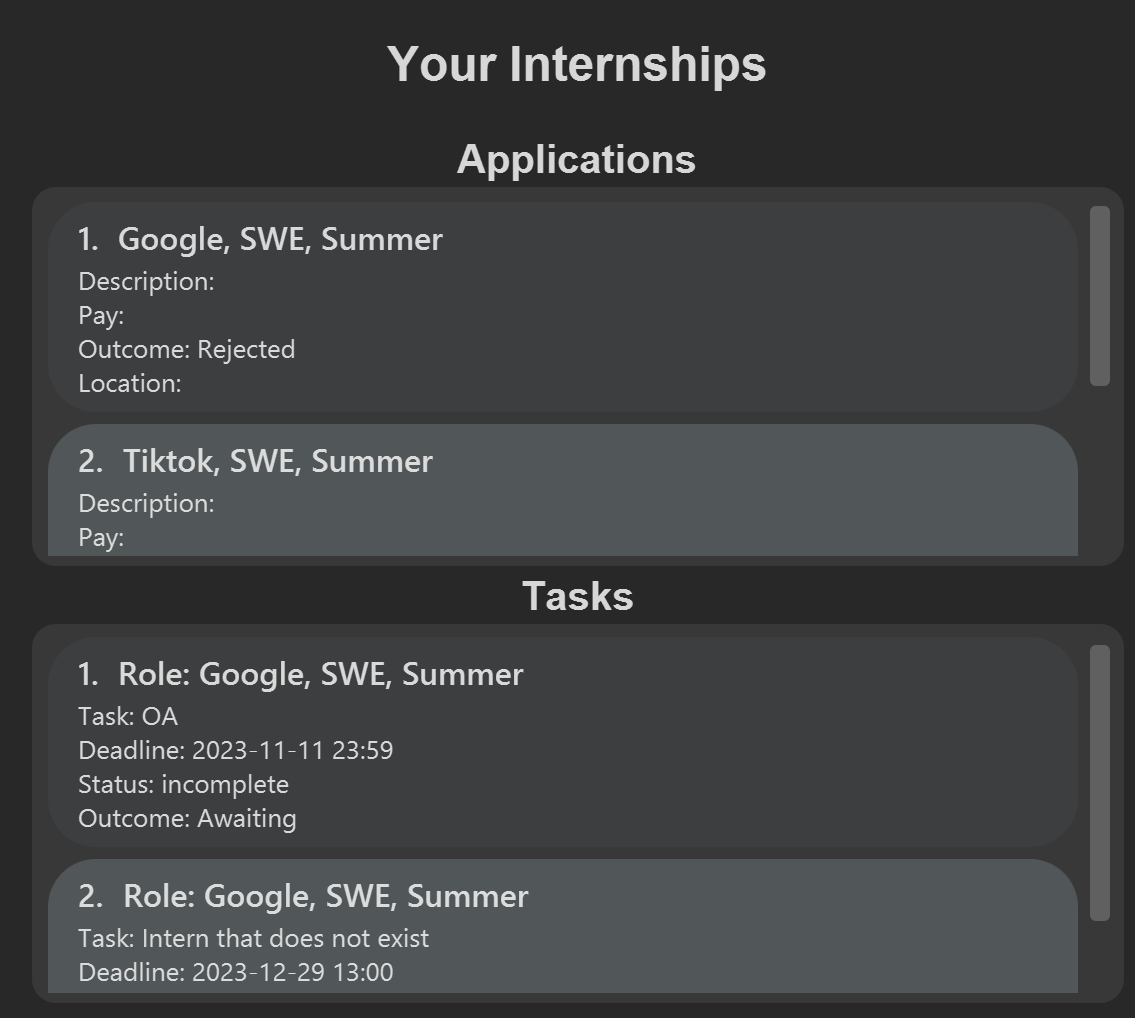 Your Internships
Applications
1. Google, SWE, Summer
Description:
Pay:
Outcome: Rejected
Location:
2. Tiktok, SWE, Summer
Description:
Pay:
Tasks
1. Role: Google, SWE, Summer
Task: OA
Deadline: 2023-11-11 23:59
Status: incomplete
Outcome: Awaiting
2. Role: Google, SWE, Summer
Task: Intern that does not exist
Deadline: 2023-12-29 13:00